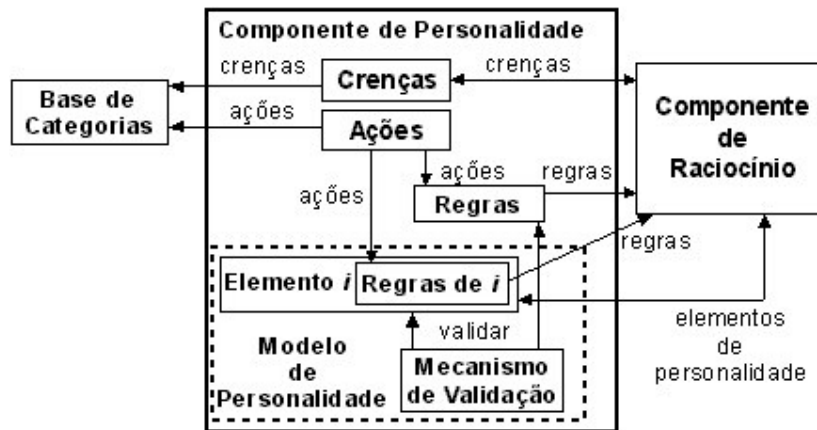 Componente de Personalidade
crenças
Crenças
crenças
Base de
Categorias
ações
Ações
Componente
de
Raciocínio
ações
ações
regras
Regras
regras
Elemento i
Regras de i
validar
elementos
de
personalidade
Modelo
de
Personalidade
Mecanismo
de Validação